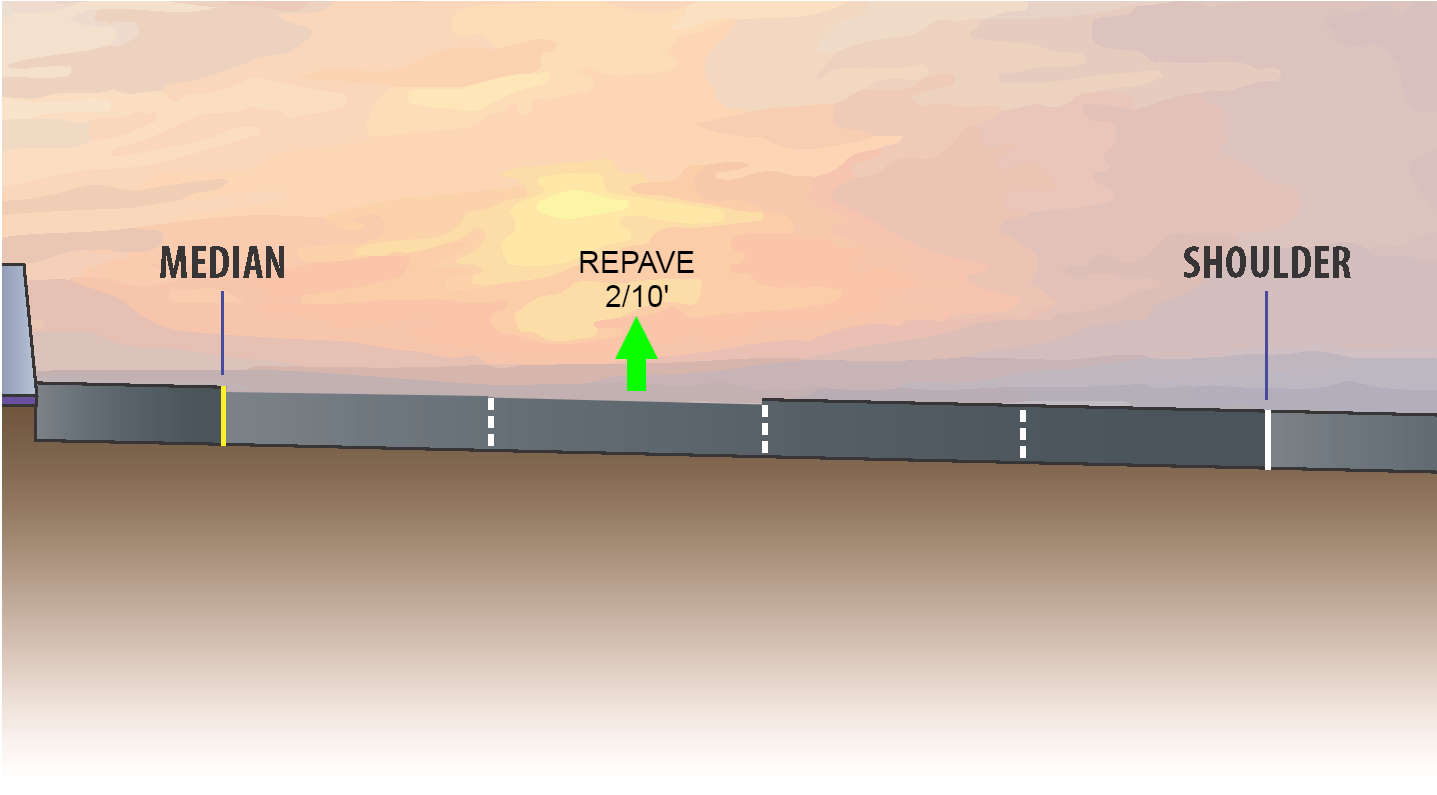 MEDIAN
REPAVE
2/10'
SHOULDER